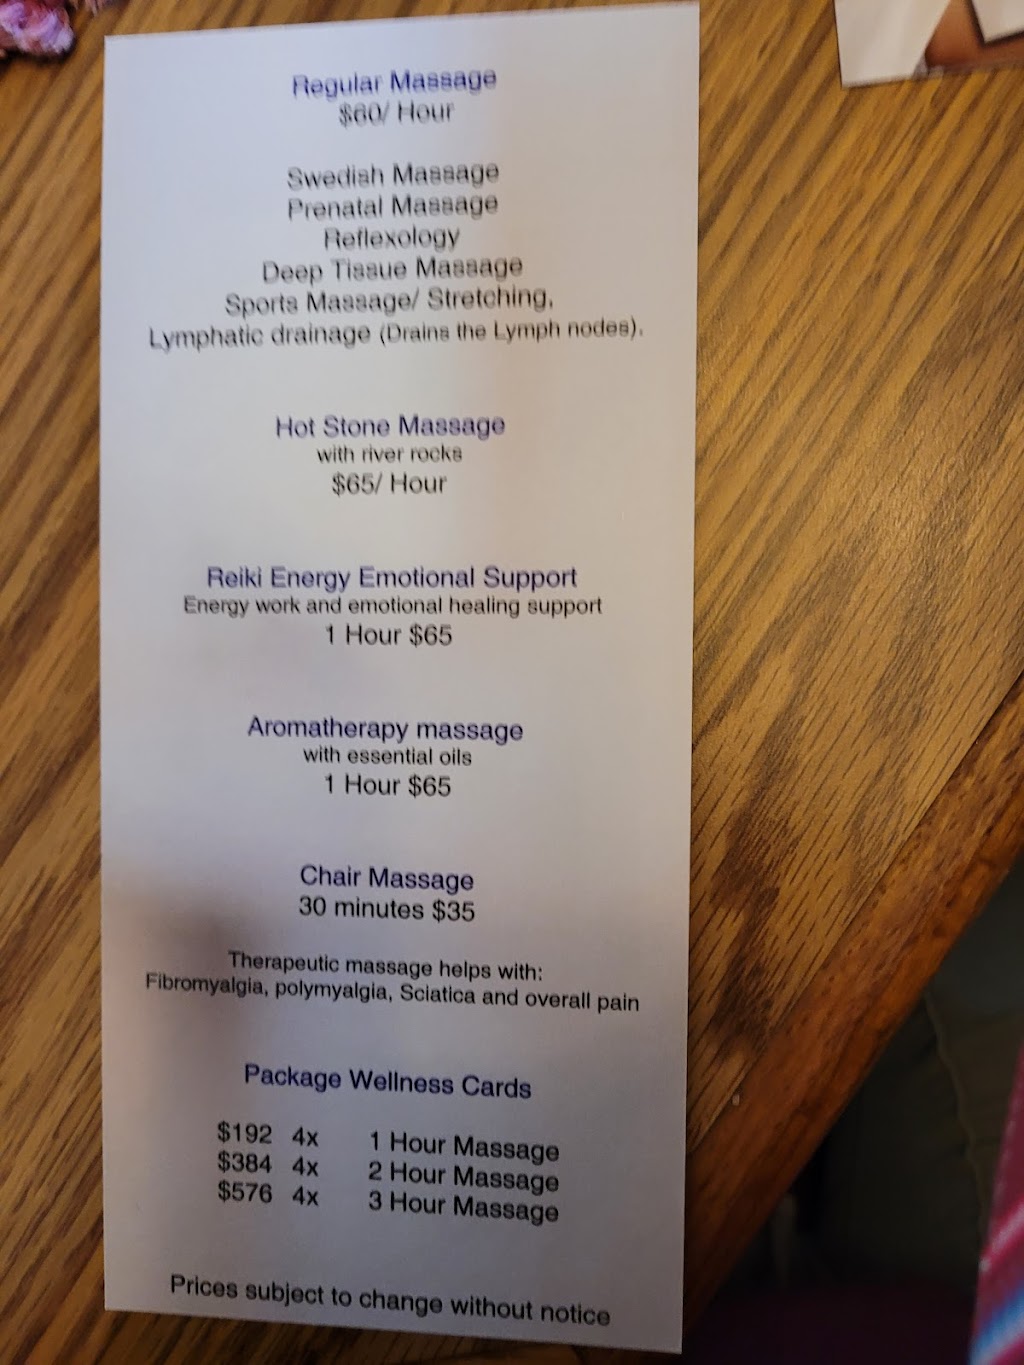 Regular Massage
$60/ Hour
Swedish Massage
Prenatal Massage
Reflexology
Deep Tissue Massage
Sports Massage/ Stretching,
Lymphatic drainage (Drains the Lymph nodes).
Hot Stone Massage
with river rocks
$65/ Hour
Reiki Energy Emotional Support
Energy work and emotional healing support
1 Hour $65
Aromatherapy massage
with essential oils
1 Hour $65
Chair Massage
30 minutes $35
Therapeutic massage helps with:
Fibromyalgia, polymyalgia, Sciatica and overall pain
Package Wellness Cards
$192 4x 1 Hour Massage
$384 4x 2 Hour Massage
$576 4x 3 Hour Massage
Prices subject to change without notice